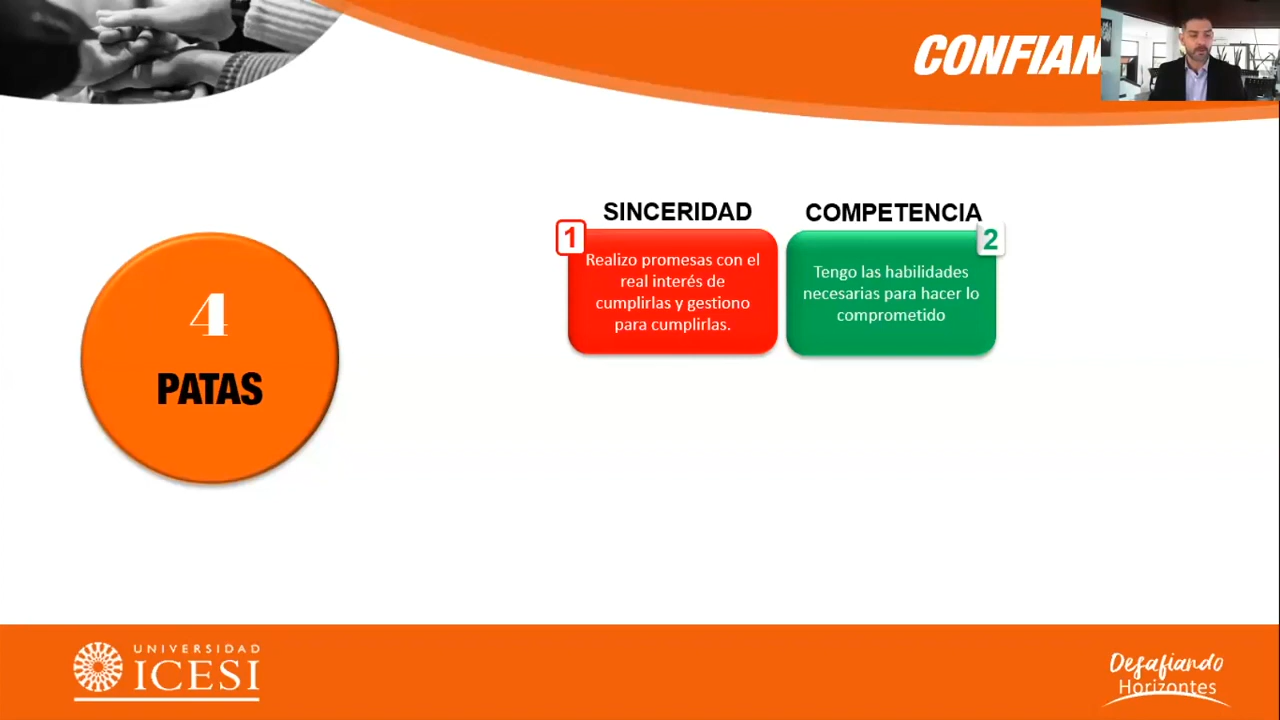 CONFIAN
SINCERIDAD
COMPETENCIA
1
2
Realizo promesas con el
real interés de
cumplirlas y gestiono
para cumplirlas.
Tengo las habilidades
necesarias para hacer lo
comprometido
4
PATAS
UNIVERSIDAD
ICESI
Desafiando
Horizontes